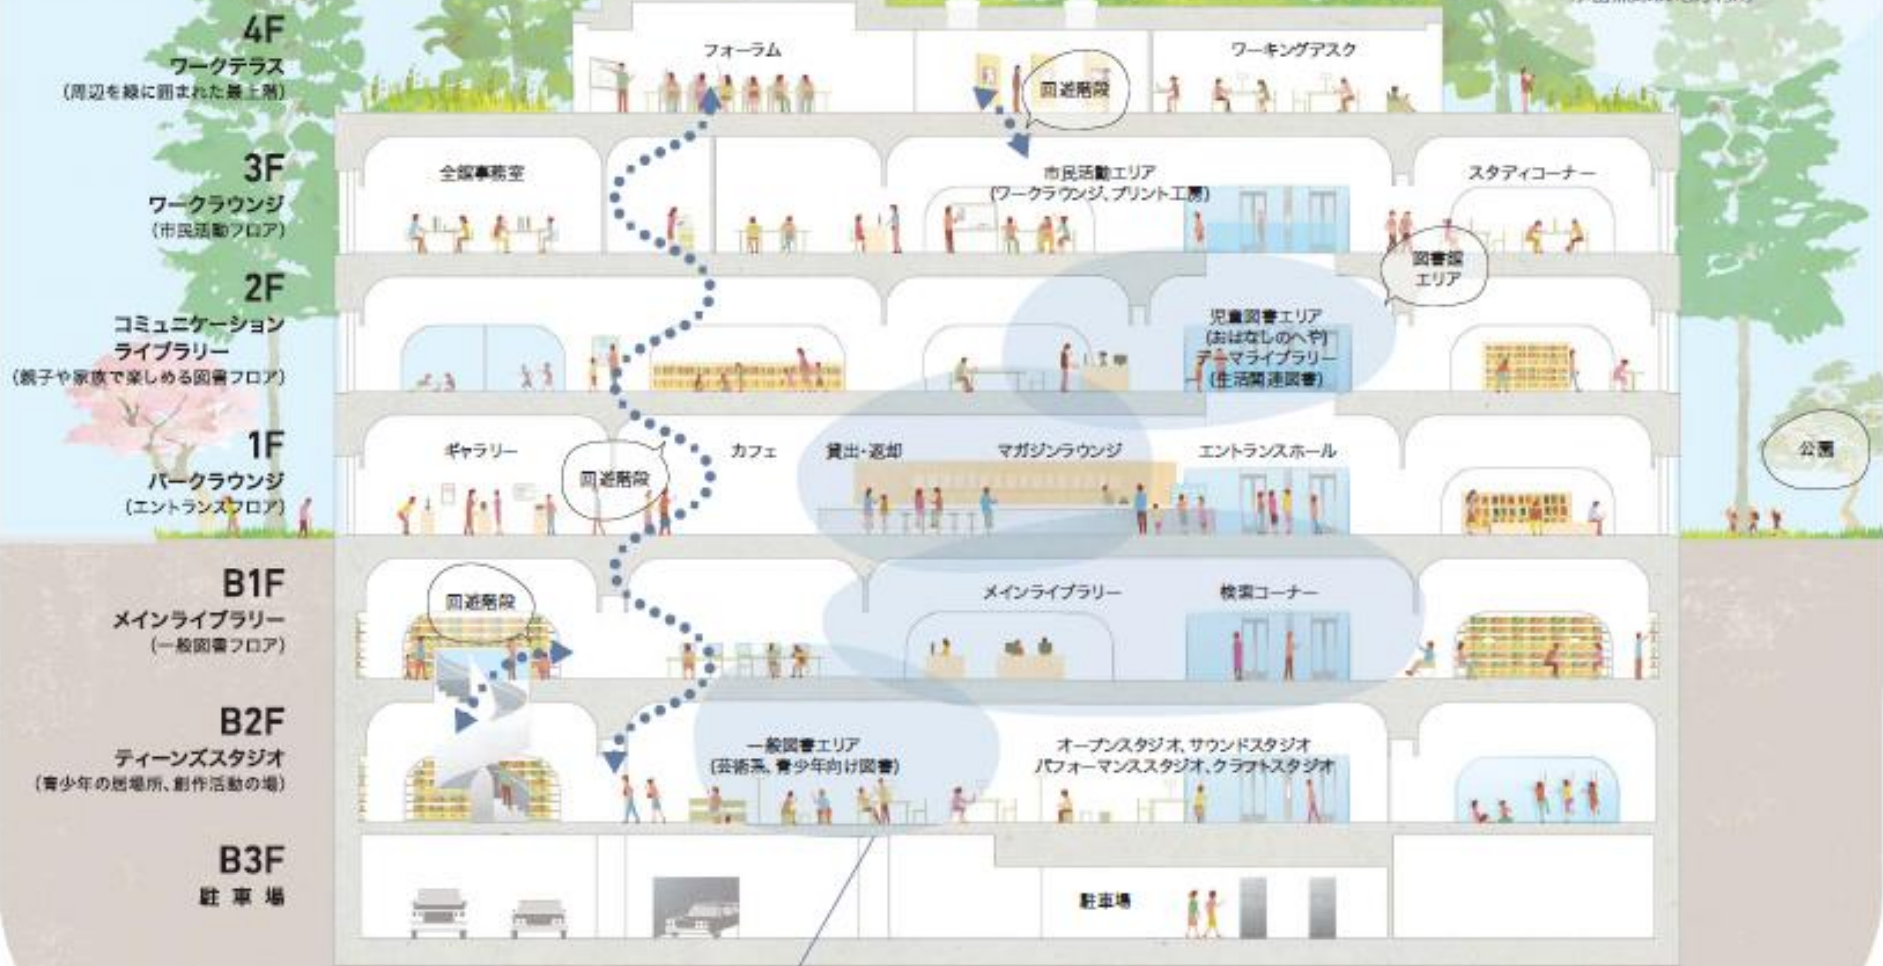 4F
ワークテラス
(周辺を緑に囲まれた最上階)
フォーラム
回遊階段
ワーキングデスク
3F
ワークラウンジ
(市民活動フロア)
全館事務室
市民活動エリア
(ワークラウンジ、プリント工房)
スタディコーナー
図書館
エリア
2F
コミュニケーション
ライブラリー
(親子や家族で楽しめる図書フロア)
児童図書エリア
(おはなしのへや)
テーマライブラリー
(生活関連図書)
1F
パークラウンジ
(エントランスフロア)
ギャラリー
回遊階段
カフェ
貸出・返却
マガジンラウンジ
エントランスホール
公園
B1F
メインライブラリー
(一般図書フロア)
回遊階段
メインライブラリー
検索コーナー
B2F
ティーンズスタジオ
(青少年の居場所、創作活動の場)
一般図書エリア
(芸術系、青少年向け図書)
オープンスタジオ、サウンドスタジオ
パフォーマンススタジオ、クラフトスタジオ
B3F
駐車場
駐車場